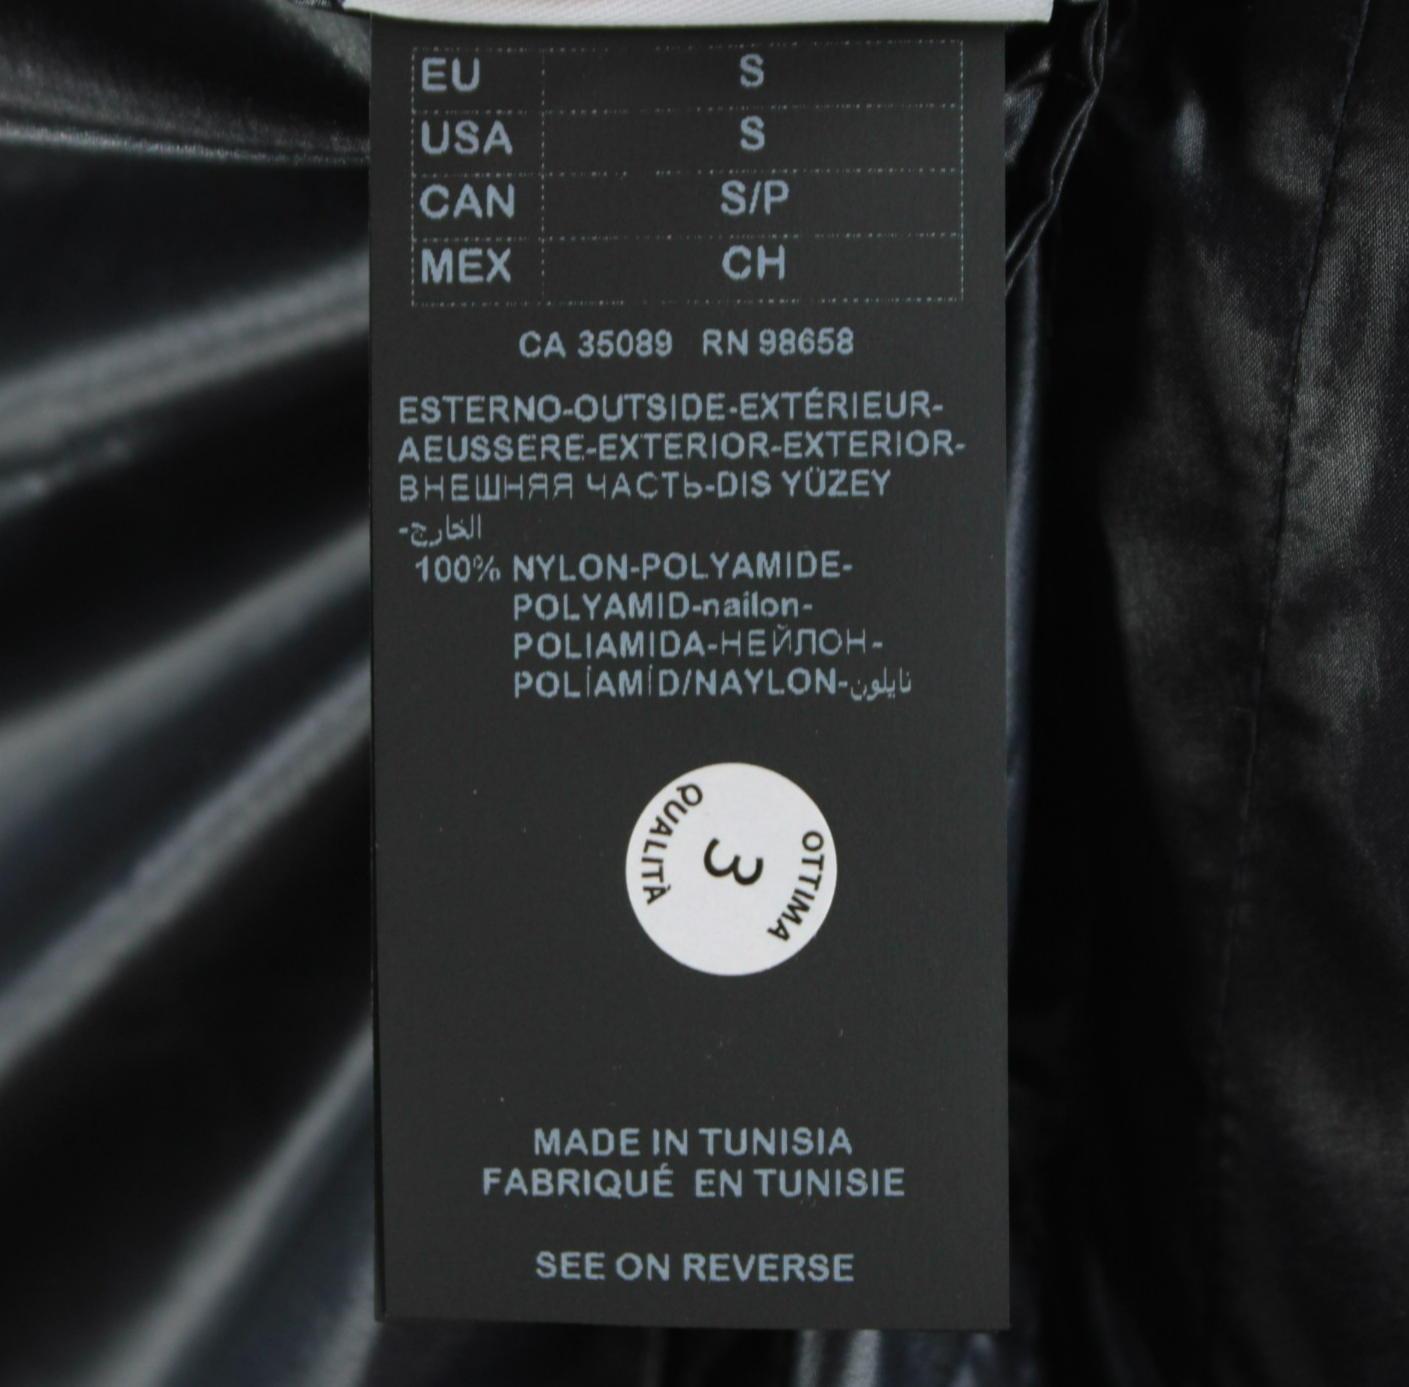 EU S
USA S
CAN S/P
MEX CH
CA 35089 RN 98658
ESTERNO-OUTSIDE-EXTÉRIEUR-
AEUSSERE-EXTERIOR-EXTERIOR-
ВНЕШНЯЯ ЧАСТЬ-DIS YÜZEY
-الخارج
100% NYLON-POLYAMIDE-
POLYAMID-nailon-
POLIAMIDA-НЕЙЛОН-
POLİAMİD/NAYLON-نايلون
QUALITÀ
3
OTTIMA
MADE IN TUNISIA
FABRIQUÉ EN TUNISIE
SEE ON REVERSE